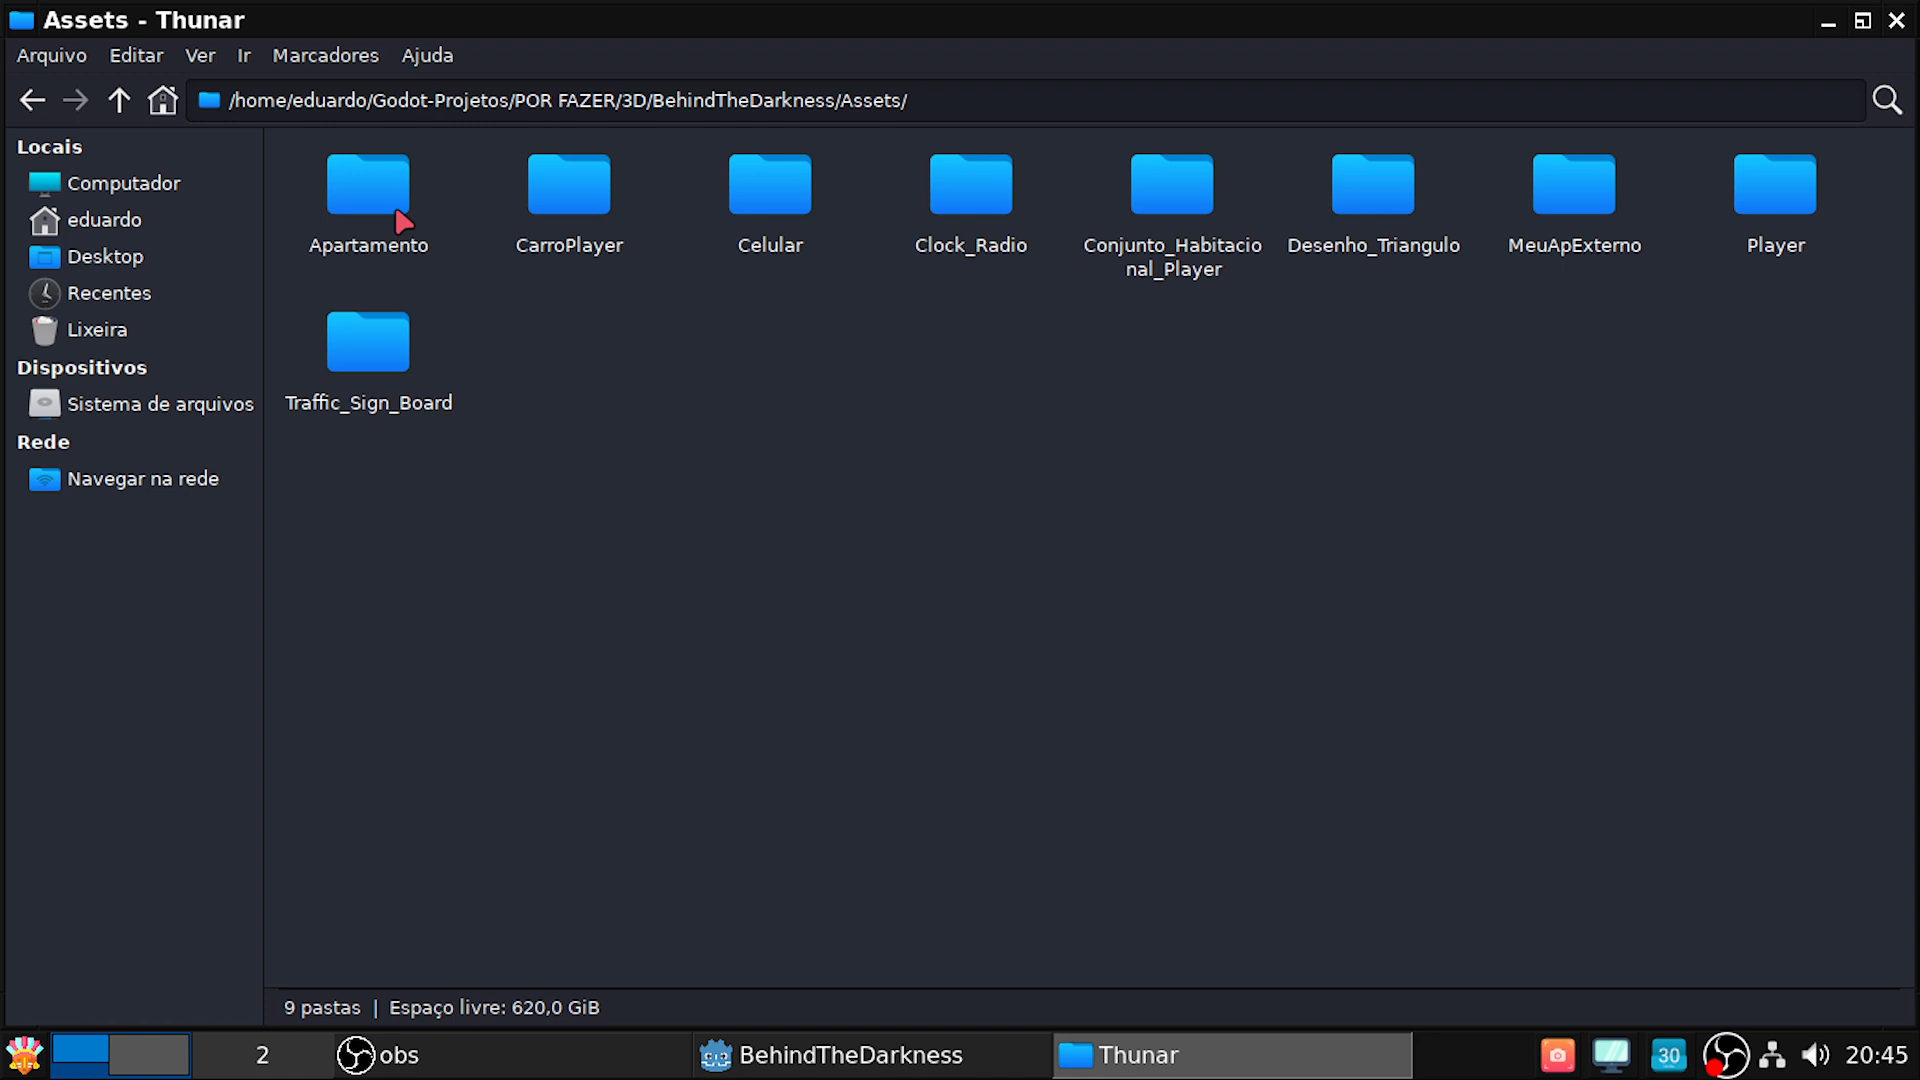 Assets - Thunar
Arquivo Editar Ver Ir Marcadores Ajuda
/home/eduardo/Godot-Projetos/POR FAZER/3D/BehindTheDarkness/Assets/
Locais
Computador
eduardo
Desktop
Recentes
Lixeira
Dispositivos
Sistema de arquivos
Rede
Navegar na rede
Apartamento
CarroPlayer
Celular
Clock_Radio
Conjunto_Habitacio
nal_Player
Desenho_Triangulo
MeuApExterno
Player
Traffic_Sign_Board
9 pastas | Espaço livre: 620,0 GiB
2 obs BehindTheDarkness Thunar 30 20:45